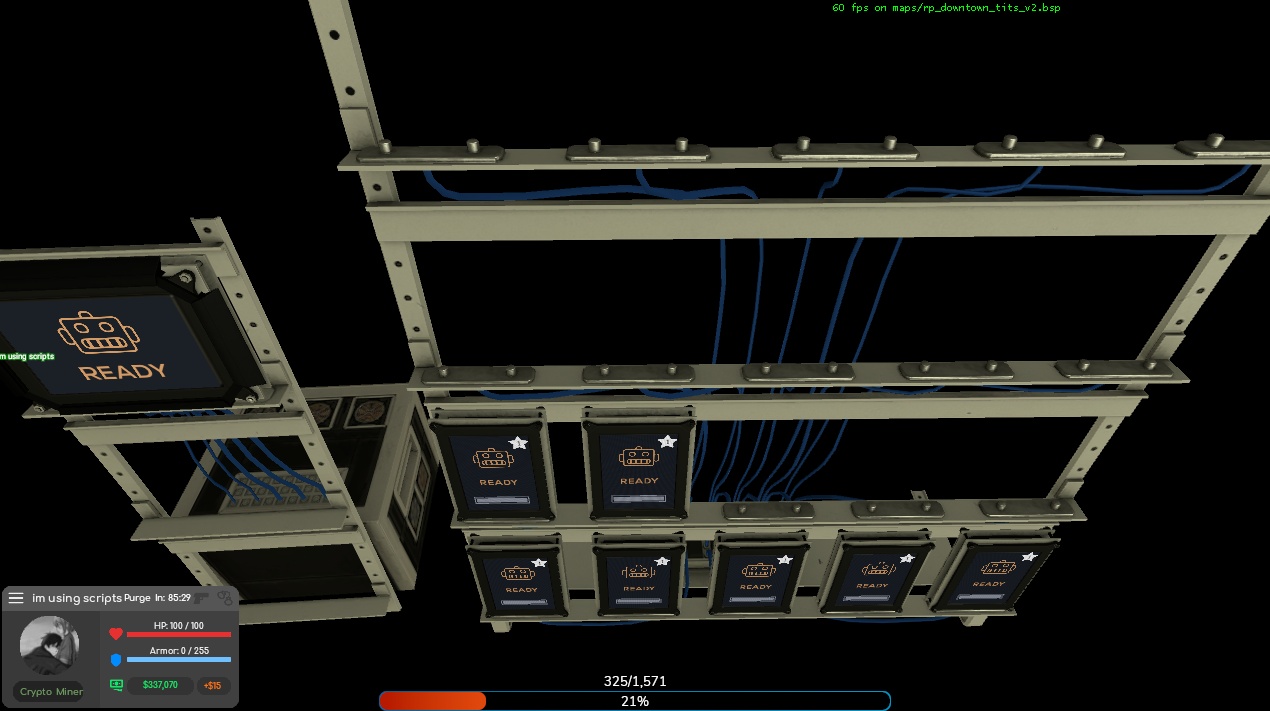 60 fps on maps/rp_downtown_tits_v2.bsp
m using scripts
READY
READY
READY
READY
READY
READY
READY
READY
im using scripts Purge In: 85:29
HP: 100 / 100
Armor: 0 / 255
Crypto Miner
$337,070
+$15
325/1,571
21%